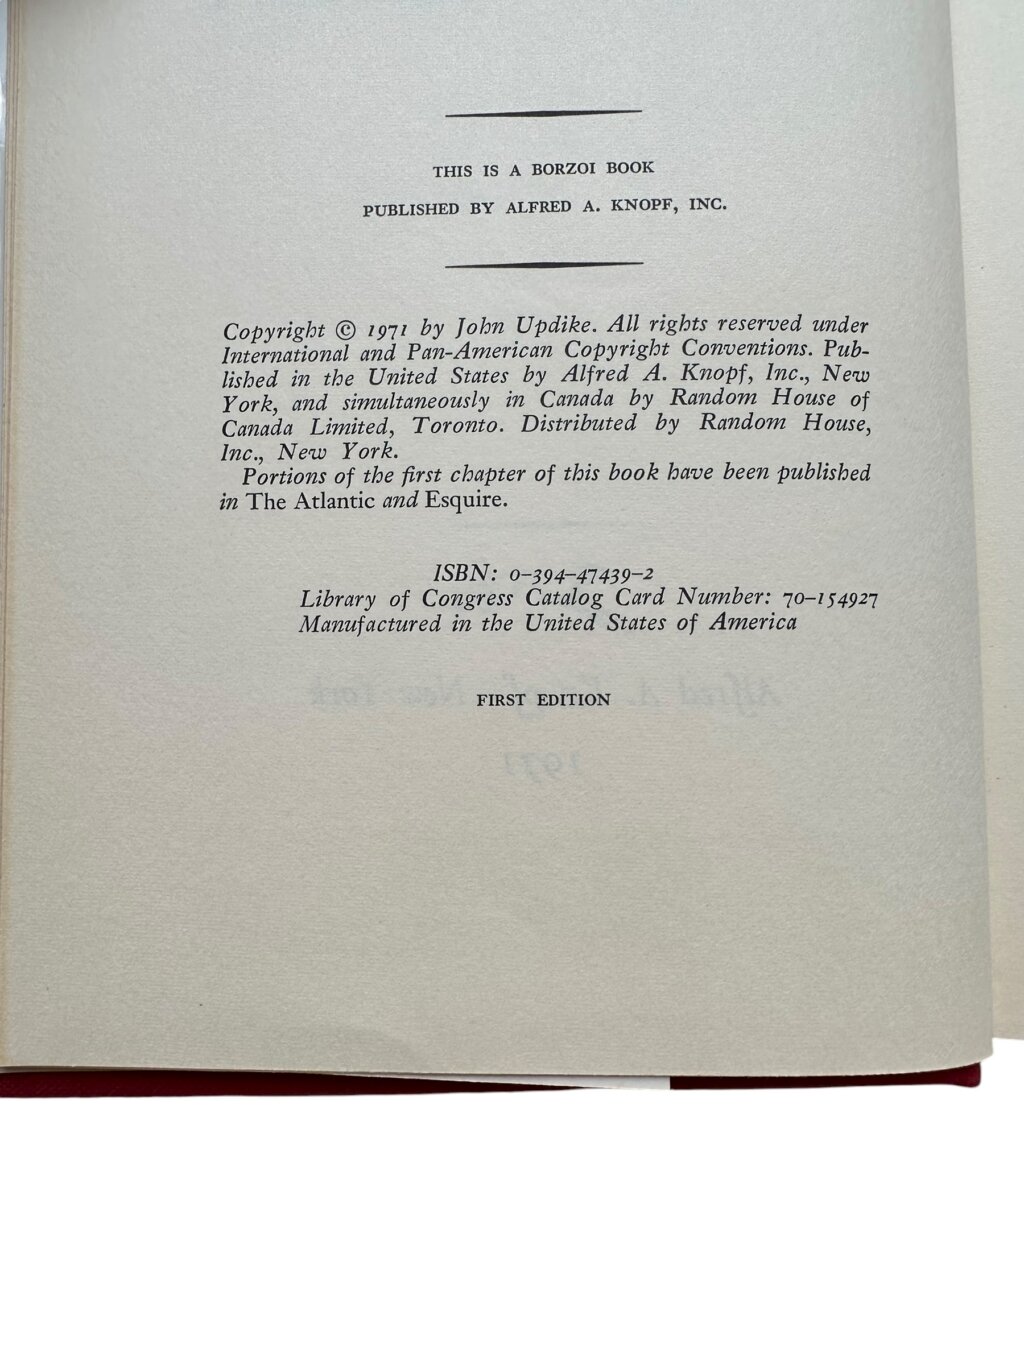 THIS IS A BORZOI BOOK
PUBLISHED BY ALFRED A. KNOPF, INC.
Copyright © 1971 by John Updike. All rights reserved under
International and Pan-American Copyright Conventions. Pub-
lished in the United States by Alfred A. Knopf, Inc., New
York, and simultaneously in Canada by Random House of
Canada Limited, Toronto. Distributed by Random House,
Inc., New York.
Portions of the first chapter of this book have been published
in The Atlantic and Esquire.
ISBN: 0-394-47439-2
Library of Congress Catalog Card Number: 70-154927
Manufactured in the United States of America
FIRST EDITION